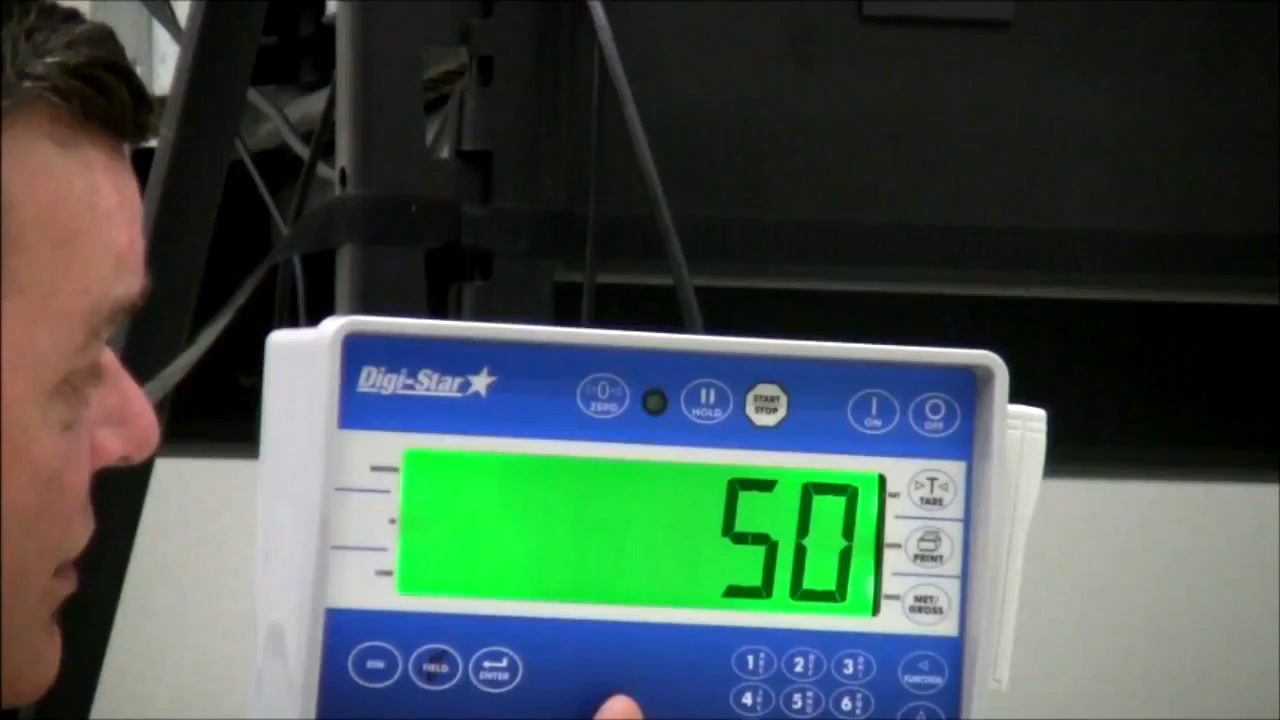 Digi-Star
0
ZERO
HOLD
START
STOP
ON
OFF
50
T
TARE
PRINT
NET/
GROSS
FIELD
ENTER
1
2
3
FUNCTION
4
5
6